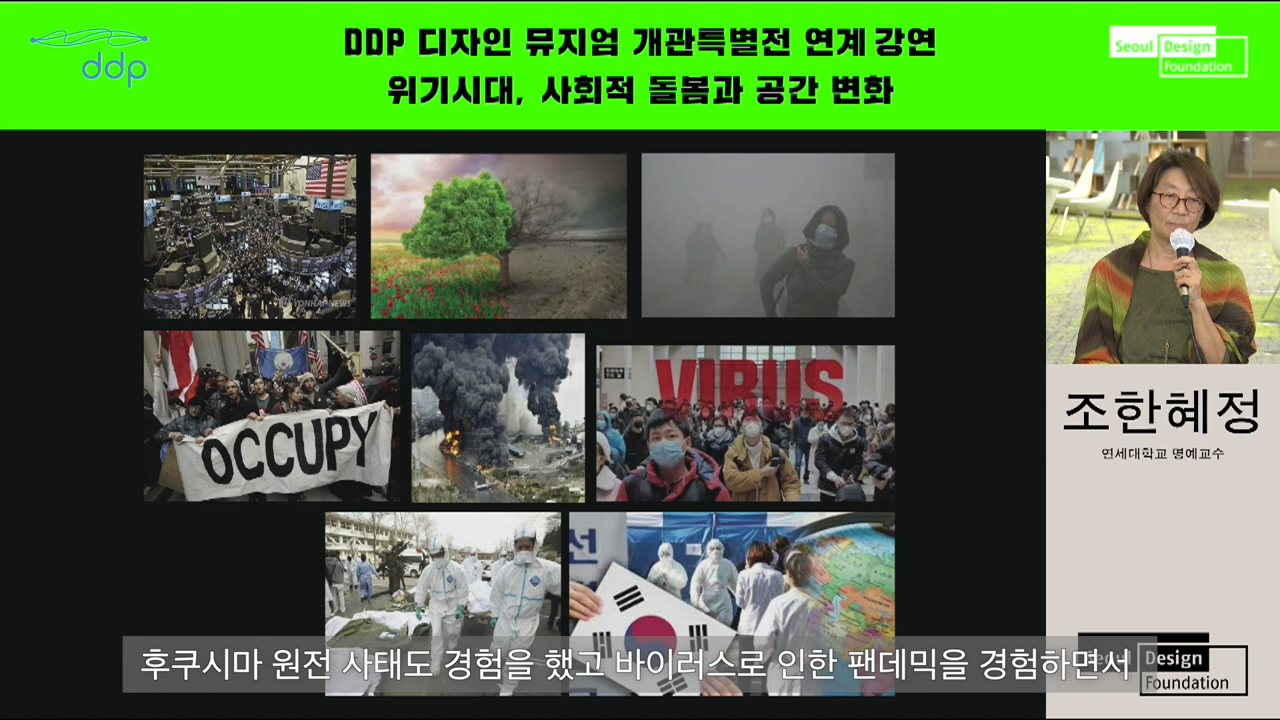 ddp
DDP 디자인 뮤지엄 개관특별전 연계 강연
위기시대, 사회적 돌봄과 공간 변화
Seoul Design
Foundation
YONHAPNEWS
OCCUPY
VIRUS
선
조한혜정
연세대학교 명예교수
후쿠시마 원전 사태도 경험을 했고 바이러스로 인한 팬데믹을 경험하면서
Seoul Design
Foundation